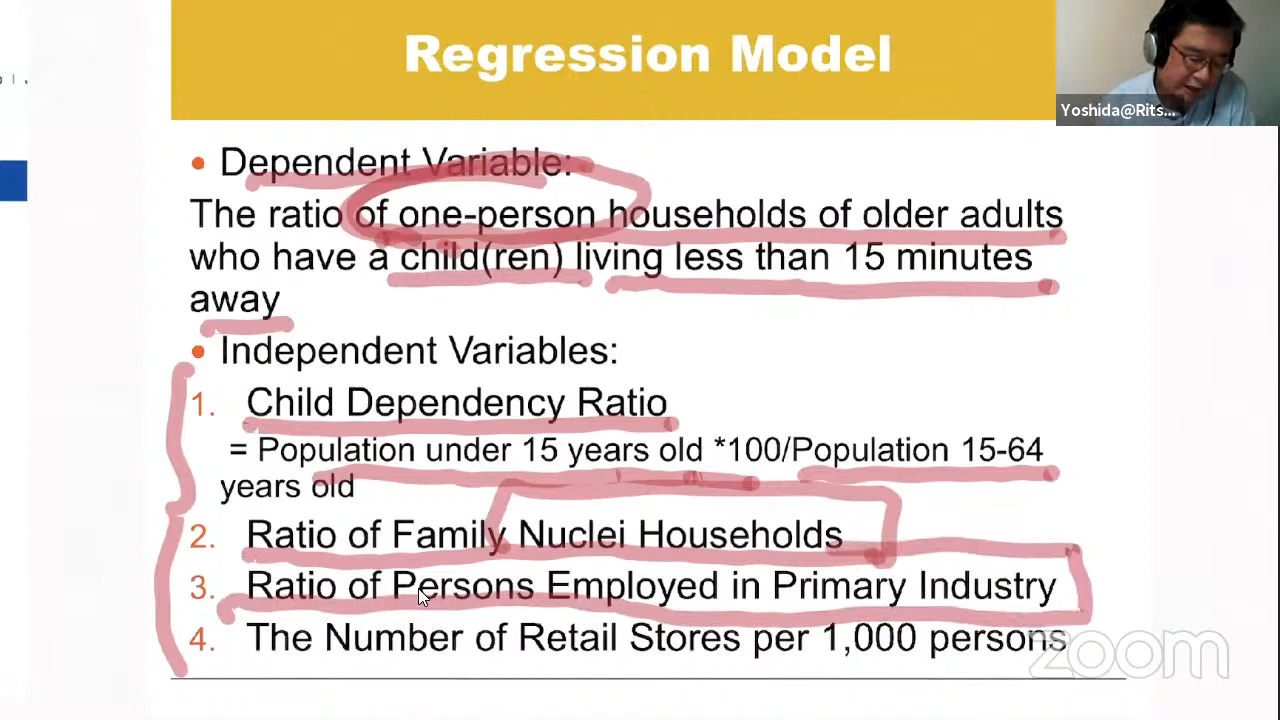 Regression Model
Yoshida@Rits...
• Dependent Variable:
The ratio of one-person households of older adults
who have a child(ren) living less than 15 minutes
away
• Independent Variables:
1. Child Dependency Ratio
= Population under 15 years old *100/Population 15-64
years old
2. Ratio of Family Nuclei Households
3. Ratio of Persons Employed in Primary Industry
4. The Number of Retail Stores per 1,000 persons
zoom